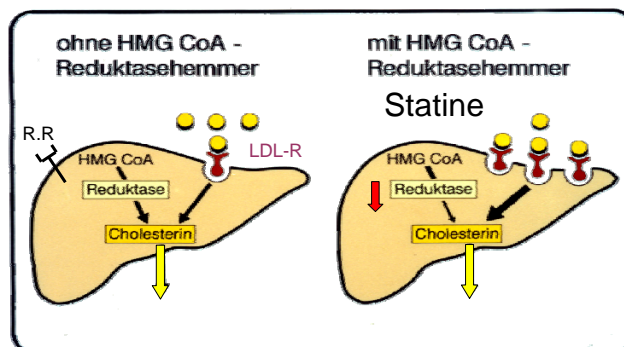 ohne HMG CoA -
Reduktasehemmer
R.R
LDL-R
HMG CoA
Reduktase
Cholesterin
mit HMG CoA -
Reduktasehemmer
Statine
HMG CoA
Reduktase
Cholesterin